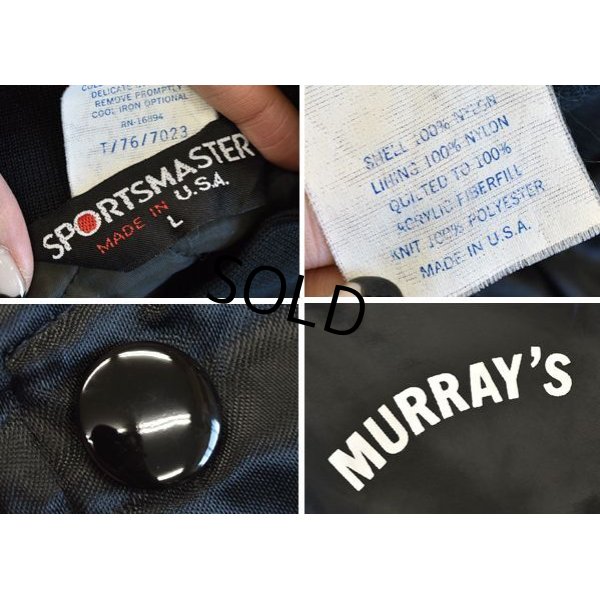 DELICATE
REMOVE PROMPTLY
COOL IRON OPTIONAL
RN-16894
T/76/7023
SPORTSMASTER
MADE IN U.S.A.
L
SHELL 100% NYLON
LINING 100% NYLON
QUILTED TO 100%
ACRYLIC FIBERFILL
KNIT 100% POLYESTER
MADE IN U.S.A.
SOLD
MURRAY'S